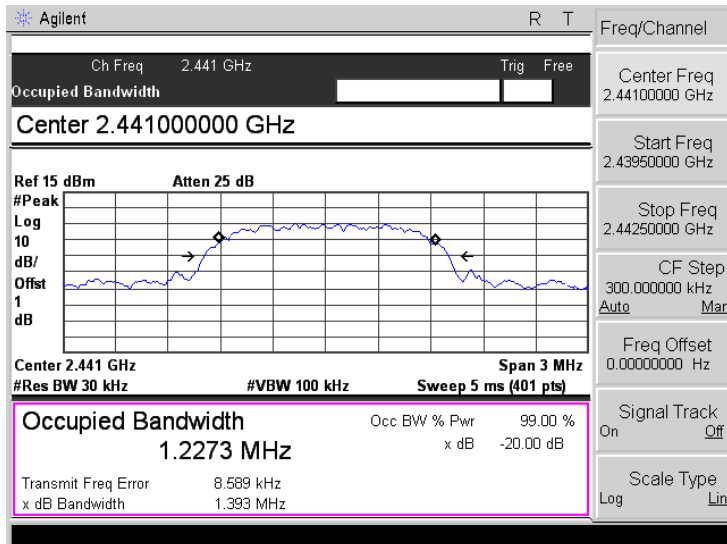 Agilent
R T
Ch Freq 2.441 GHz Trig Free
Occupied Bandwidth
Center 2.441000000 GHz
Ref 15 dBm Atten 25 dB
#Peak
Log
10
dB/
Offst
1
dB
Center 2.441 GHz Span 3 MHz
#Res BW 30 kHz #VBW 100 kHz Sweep 5 ms (401 pts)
Occupied Bandwidth
1.2273 MHz
Occ BW % Pwr 99.00 %
x dB -20.00 dB
Transmit Freq Error 8.589 kHz
x dB Bandwidth 1.393 MHz
Freq/Channel
Center Freq
2.44100000 GHz
Start Freq
2.43950000 GHz
Stop Freq
2.44250000 GHz
CF Step
300.000000 kHz
Auto Man
Freq Offset
0.00000000 Hz
Signal Track
On Off
Scale Type
Log Lin